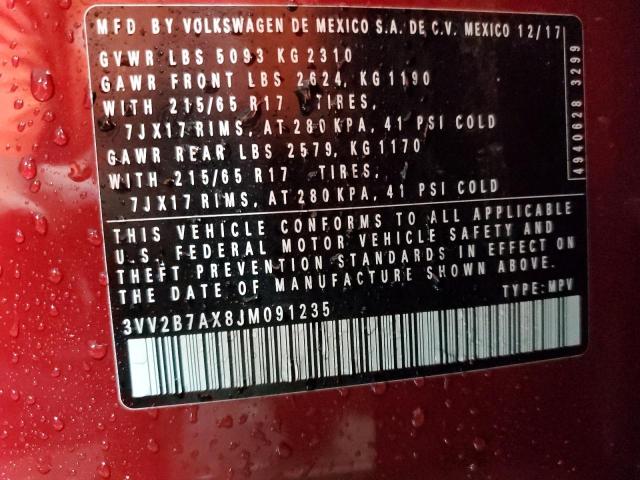 MFD BY VOLKSWAGEN DE MEXICO S.A. DE C.V. MEXICO 12/17
GVWR LBS 5093 KG 2310
GAWR FRONT LBS 2624, KG 1190
WITH 215/65 R17 TIRES,
7JX17 RIMS, AT 280 KPA, 41 PSI COLD
GAWR REAR LBS 2579, KG 1170
WITH 215/65 R17 TIRES,
7JX17 RIMS, AT 280 KPA, 41 PSI COLD
4940628 3299
THIS VEHICLE CONFORMS TO ALL APPLICABLE
U.S. FEDERAL MOTOR VEHICLE SAFETY AND
THEFT PREVENTION STANDARDS IN EFFECT ON
THE DATE OF MANUFACTURE SHOWN ABOVE.
TYPE: MPV
3VV2B7AX8JM091235